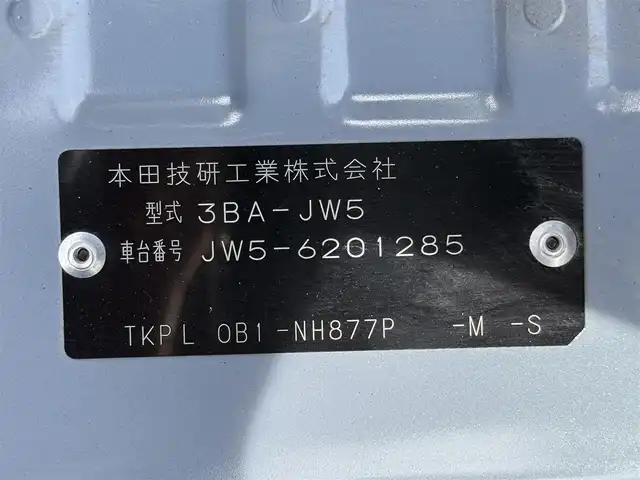 本田技研工業株式会社
型式 3BA-JW5
車台番号 JW5-6201285
TKPL 0B1-NH877P -M -S